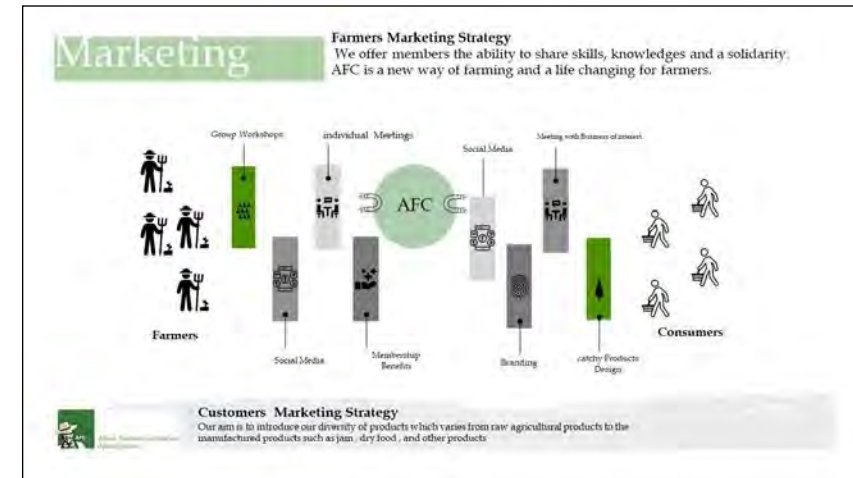 Marketing
Farmers Marketing Strategy
We offer members the ability to share skills, knowledges and a solidarity.
AFC is a new way of farming and a life changing for farmers.
Group Workshops
individual Meetings
Social Media
Meeting with Business of interest
AFC
Farmers
Consumers
Social Media
Membership
Benefits
Branding
catchy Products
Design
Customers Marketing Strategy
Our aim is to introduce our diversity of products which varies from raw agricultural products to the
manufactured products such as jam , dry food , and other products